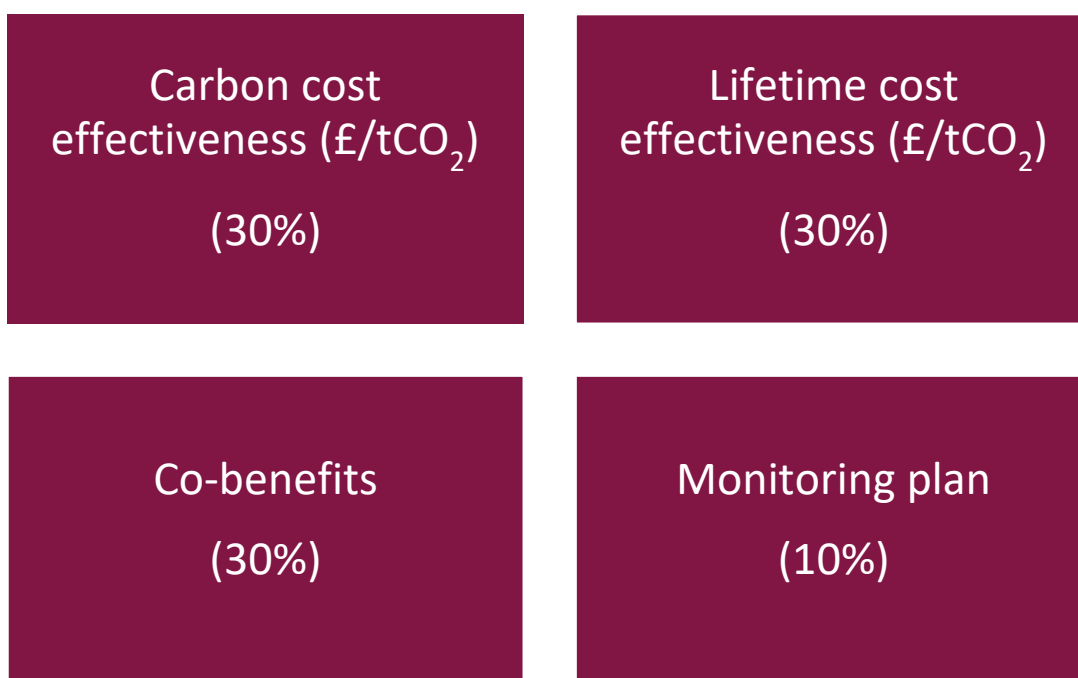 Carbon cost
effectiveness (£/tCO₂)
(30%)
Lifetime cost
effectiveness (£/tCO₂)
(30%)
Co-benefits
(30%)
Monitoring plan
(10%)